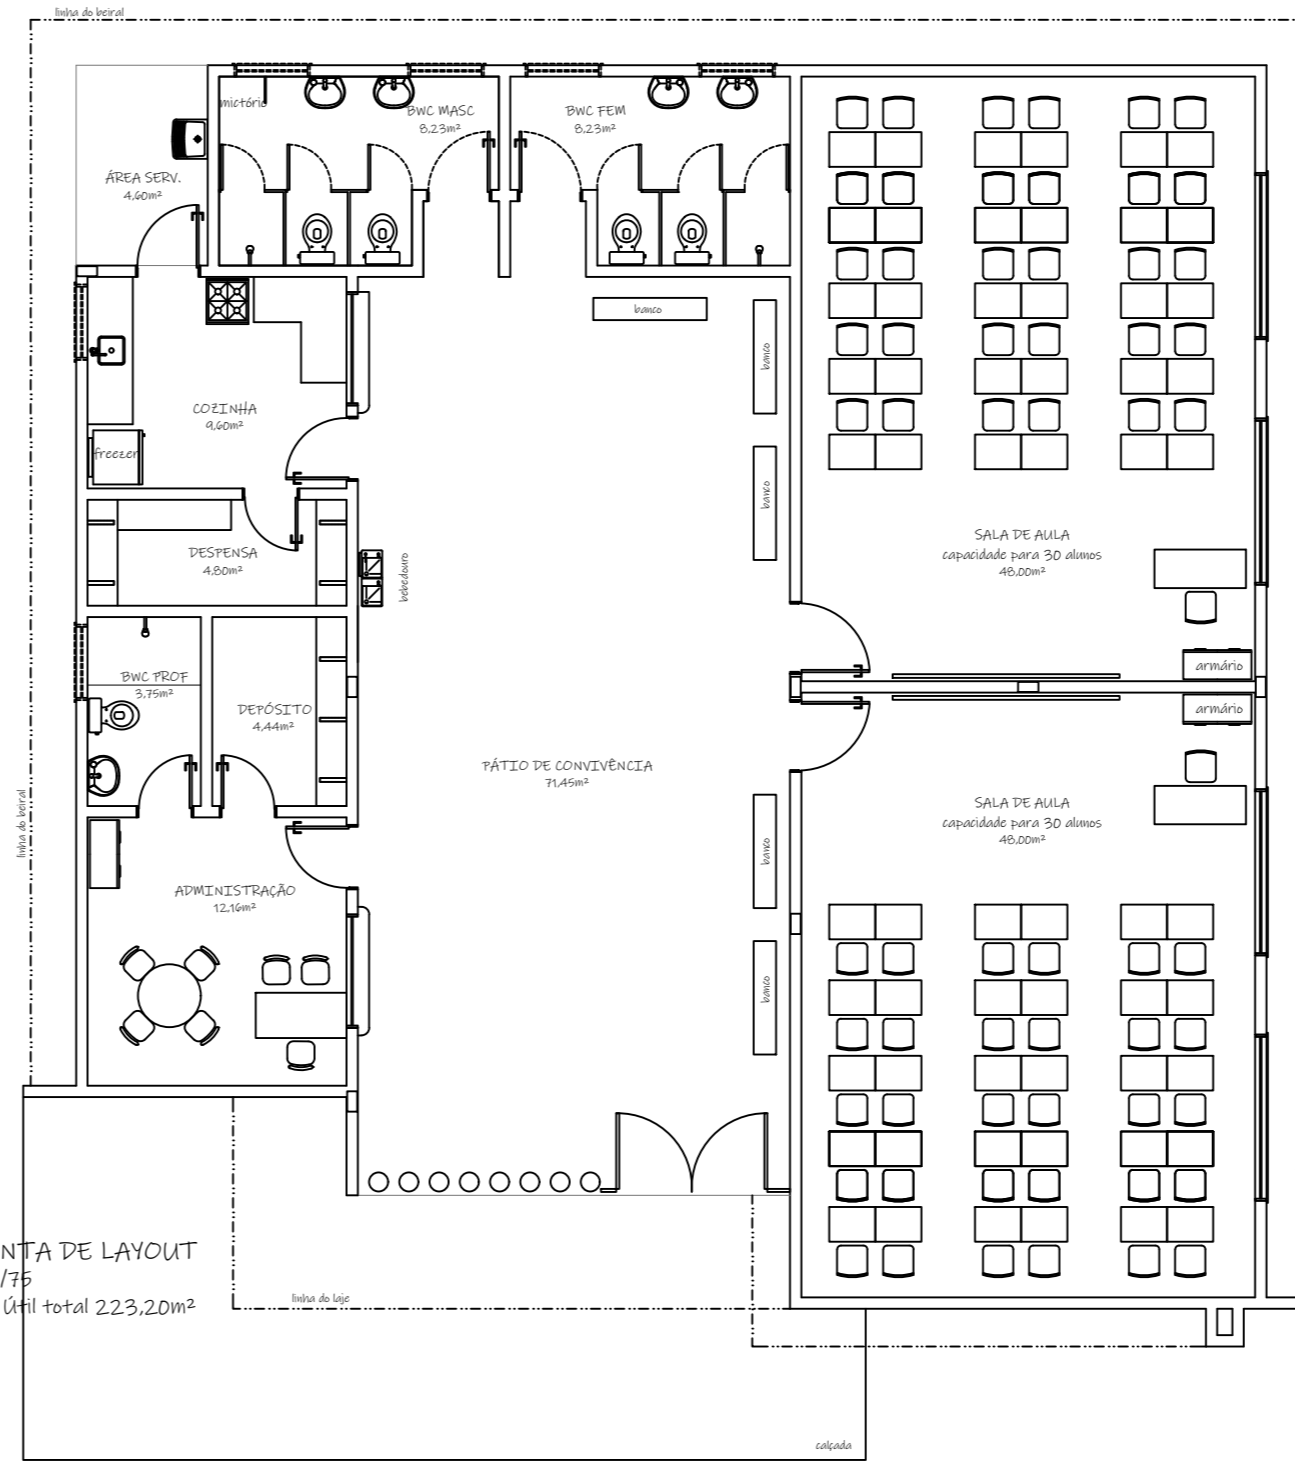 linha do beiral
mictório
BWC MASC
8,23m²
BWC FEM
8,23m²
ÁREA SERV.
4,60m²
banco
banco
COZINHA
9,60m²
freezer
banco
DESPENSA
4,80m²
bebedouro
SALA DE AULA
capacidade para 30 alunos
48,00m²
armário
BWC PROF
3,75m²
DEPÓSITO
4,44m²
armário
PÁTIO DE CONVIVÊNCIA
71,45m²
linha do beiral
SALA DE AULA
capacidade para 30 alunos
48,00m²
banco
ADMINISTRAÇÃO
12,16m²
banco
NTA DE LAYOUT
/75
Útil total 223,20m²
linha do laje
calçada